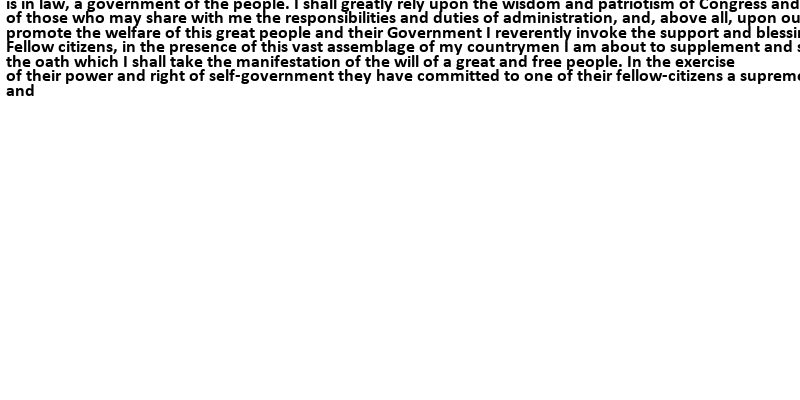 is in law, a government of the people. I shall greatly rely upon the wisdom and patriotism of Congress and
of those who may share with me the responsibilities and duties of administration, and, above all, upon ou
promote the welfare of this great people and their Government I reverently invoke the support and blessi
Fellow citizens, in the presence of this vast assemblage of my countrymen I am about to supplement and s
the oath which I shall take the manifestation of the will of a great and free people. In the exercise
of their power and right of self-government they have committed to one of their fellow-citizens a supreme
and